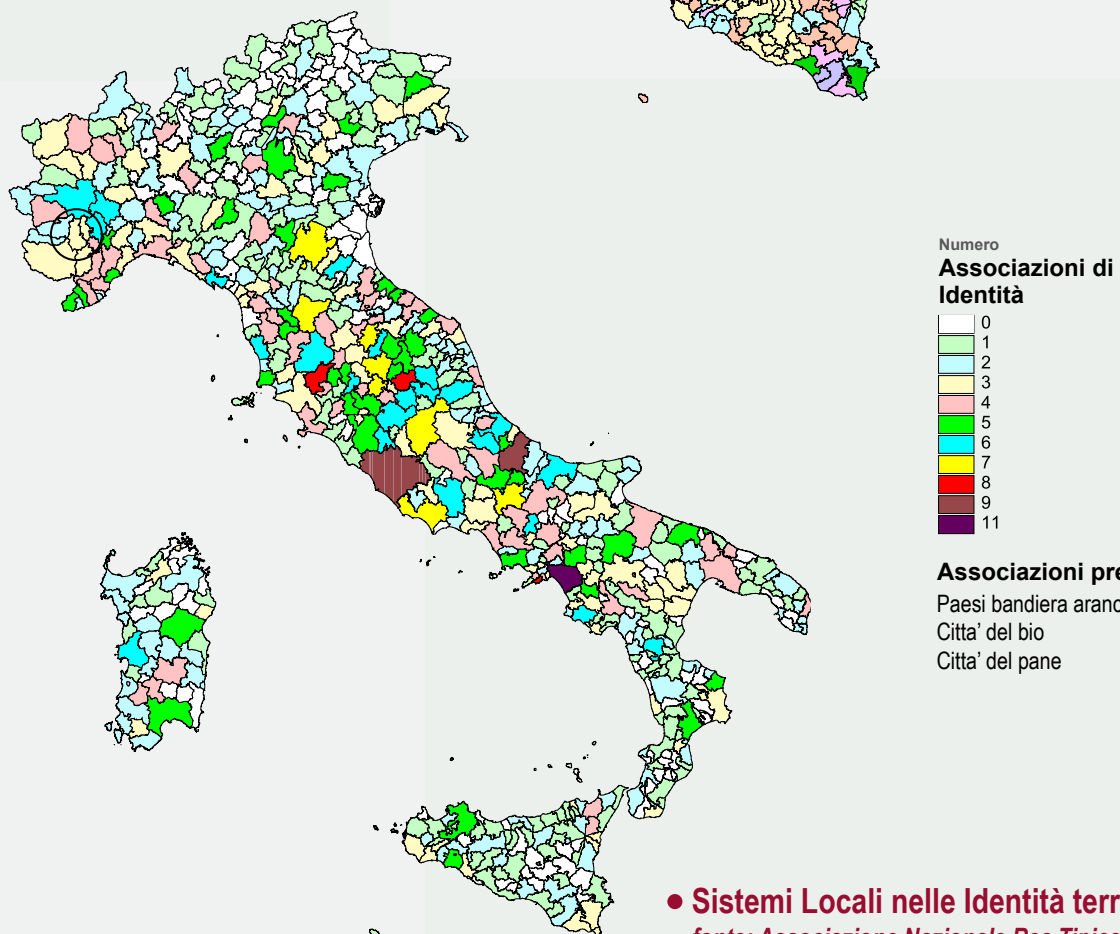 Numero
Associazioni di
Identità
0
1
2
3
4
5
6
7
8
9
11
Associazioni pre
Paesi bandiera aranc
Citta' del bio
Citta' del pane
• Sistemi Locali nelle Identità terr